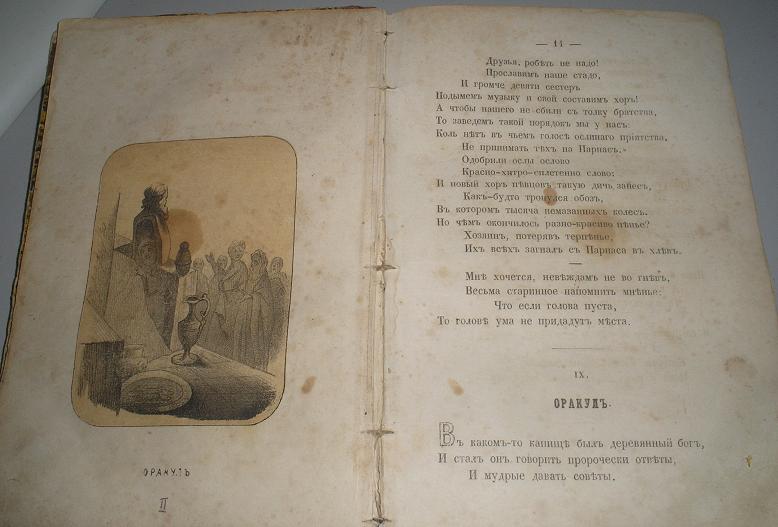 ОРАКУЛЪ
II
— 11 —
Друзья, робѣть не надо!
Прославимъ наше стадо,
И громче девяти сестеръ
Подымемъ музыку и свой составимъ хоръ!
А чтобы нашего не сбили съ толку братства,
То заведемъ такой порядокъ мы у насъ:
Коль нѣтъ въ чьемъ голосѣ ослинаго пріятства,
Не принимать тѣхъ на Парнасъ.»
Одобрили ослы ослово
Красно-хитро-сплетенно слово:
И новый хоръ пѣвцовъ такую дичь занесъ,
Какъ-будто тронулся обозъ,
Въ которомъ тысяча немазанныхъ колесъ.
Но чѣмъ окончилось разно-красиво пѣнье?
Хозяинъ, потерявъ терпѣнье,
Ихъ всѣхъ загналъ съ Парнаса въ хлѣвъ.
Мнѣ хочется, невѣждамъ не во гнѣвъ,
Весьма старинное напомнить мнѣнье:
Что если голова пуста,
То головѣ ума не придадутъ мѣста.
IX.
ОРАКУЛЪ.
Въ какомъ-то капищѣ былъ деревянный богъ,
И сталъ онъ говорить пророчески отвѣты,
И мудрые давать совѣты.